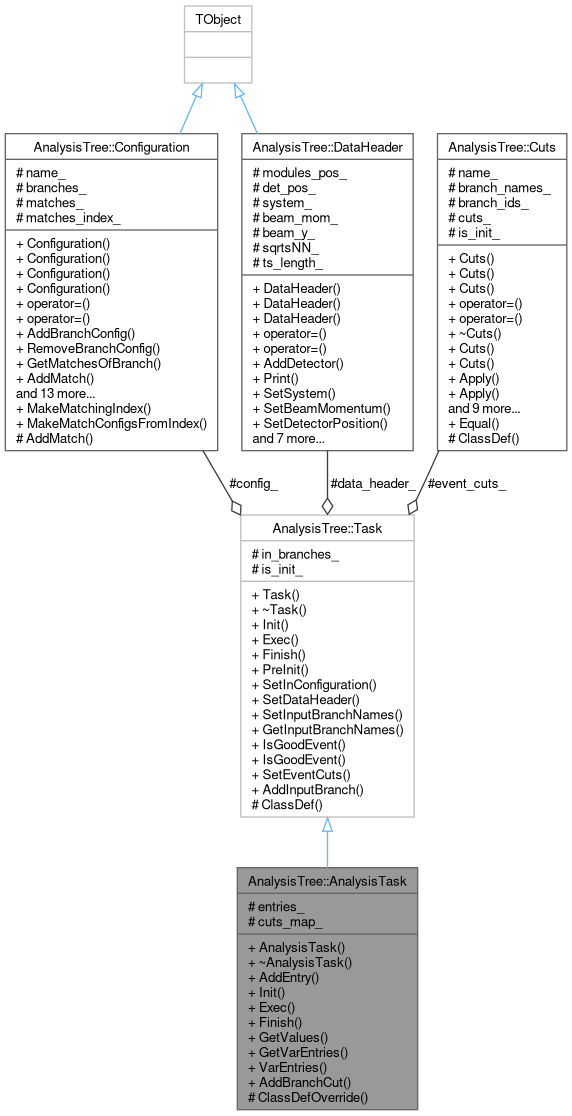 TObject
AnalysisTree::Configuration
# name_
# branches_
# matches_
# matches_index_
+ Configuration()
+ Configuration()
+ Configuration()
+ Configuration()
+ operator=()
+ operator=()
+ AddBranchConfig()
+ RemoveBranchConfig()
+ GetMatchesOfBranch()
+ AddMatch()
and 13 more...
+ MakeMatchingIndex()
+ MakeMatchConfigsFromIndex()
# AddMatch()
AnalysisTree::DataHeader
# modules_pos_
# det_pos_
# system_
# beam_mom_
# beam_y_
# sqrtsNN_
# ts_length_
+ DataHeader()
+ DataHeader()
+ DataHeader()
+ operator=()
+ operator=()
+ AddDetector()
+ Print()
+ SetSystem()
+ SetBeamMomentum()
+ SetDetectorPosition()
and 7 more...
AnalysisTree::Cuts
# name_
# branch_names_
# branch_ids_
# cuts_
# is_init_
+ Cuts()
+ Cuts()
+ Cuts()
+ operator=()
+ operator=()
+ ~Cuts()
+ Cuts()
+ Cuts()
+ Apply()
+ Apply()
and 9 more...
+ Equal()
# ClassDef()
#config_
#data_header_
#event_cuts_
AnalysisTree::Task
# in_branches_
# is_init_
+ Task()
+ ~Task()
+ Init()
+ Exec()
+ Finish()
+ PreInit()
+ SetInConfiguration()
+ SetDataHeader()
+ SetInputBranchNames()
+ GetInputBranchNames()
+ IsGoodEvent()
+ IsGoodEvent()
+ SetEventCuts()
+ AddInputBranch()
# ClassDef()
AnalysisTree::AnalysisTask
# entries_
# cuts_map_
+ AnalysisTask()
+ ~AnalysisTask()
+ AddEntry()
+ Init()
+ Exec()
+ Finish()
+ GetValues()
+ GetVarEntries()
+ VarEntries()
+ AddBranchCut()
# ClassDefOverride()